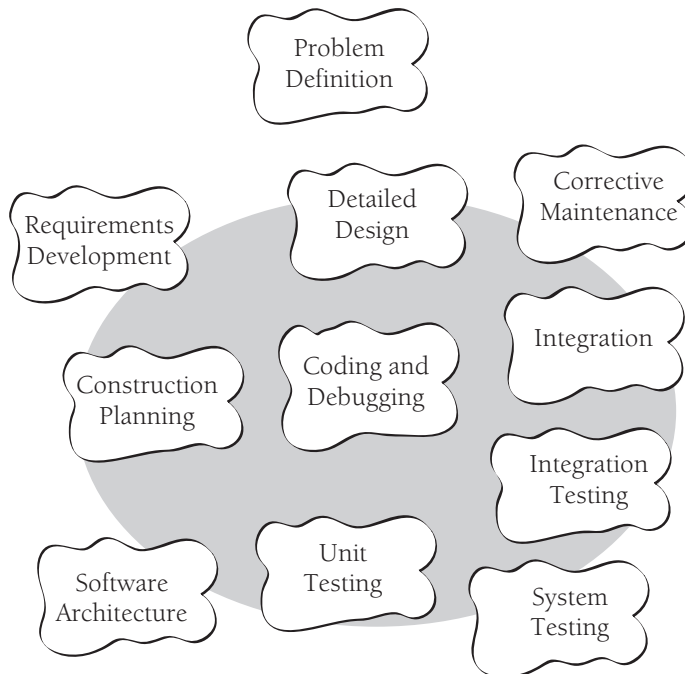 Problem
Definition
Detailed
Design
Corrective
Maintenance
Requirements
Development
Integration
Construction
Planning
Coding and
Debugging
Integration
Testing
Software
Architecture
Unit
Testing
System
Testing